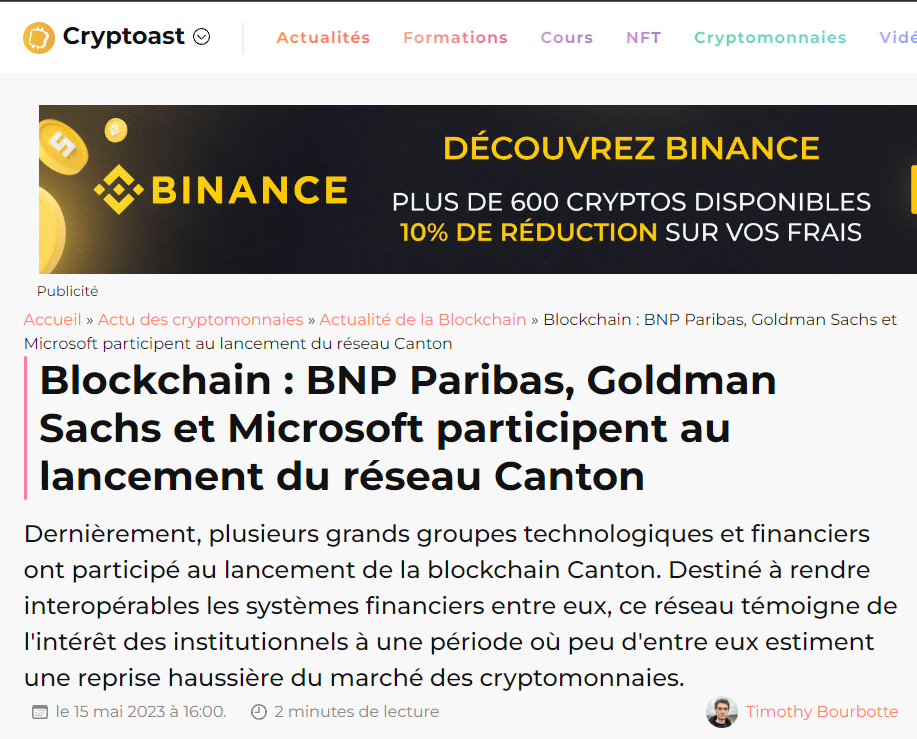 Cryptoast
Actualités
Formations
Cours
NFT
Cryptomonnaies
Vidé
BINANCE
DÉCOUVREZ BINANCE
PLUS DE 600 CRYPTOS DISPONIBLES
10% DE RÉDUCTION SUR VOS FRAIS
Publicité
Accueil » Actu des cryptomonnaies » Actualité de la Blockchain » Blockchain : BNP Paribas, Goldman Sachs et
Microsoft participent au lancement du réseau Canton
Blockchain : BNP Paribas, Goldman
Sachs et Microsoft participent au
lancement du réseau Canton
Dernièrement, plusieurs grands groupes technologiques et financiers
ont participé au lancement de la blockchain Canton. Destiné à rendre
interopérables les systèmes financiers entre eux, ce réseau témoigne de
l'intérêt des institutionnels à une période où peu d'entre eux estiment
une reprise haussière du marché des cryptomonnaies.
le 15 mai 2023 à 16:00.
2 minutes de lecture
Timothy Bourbotte